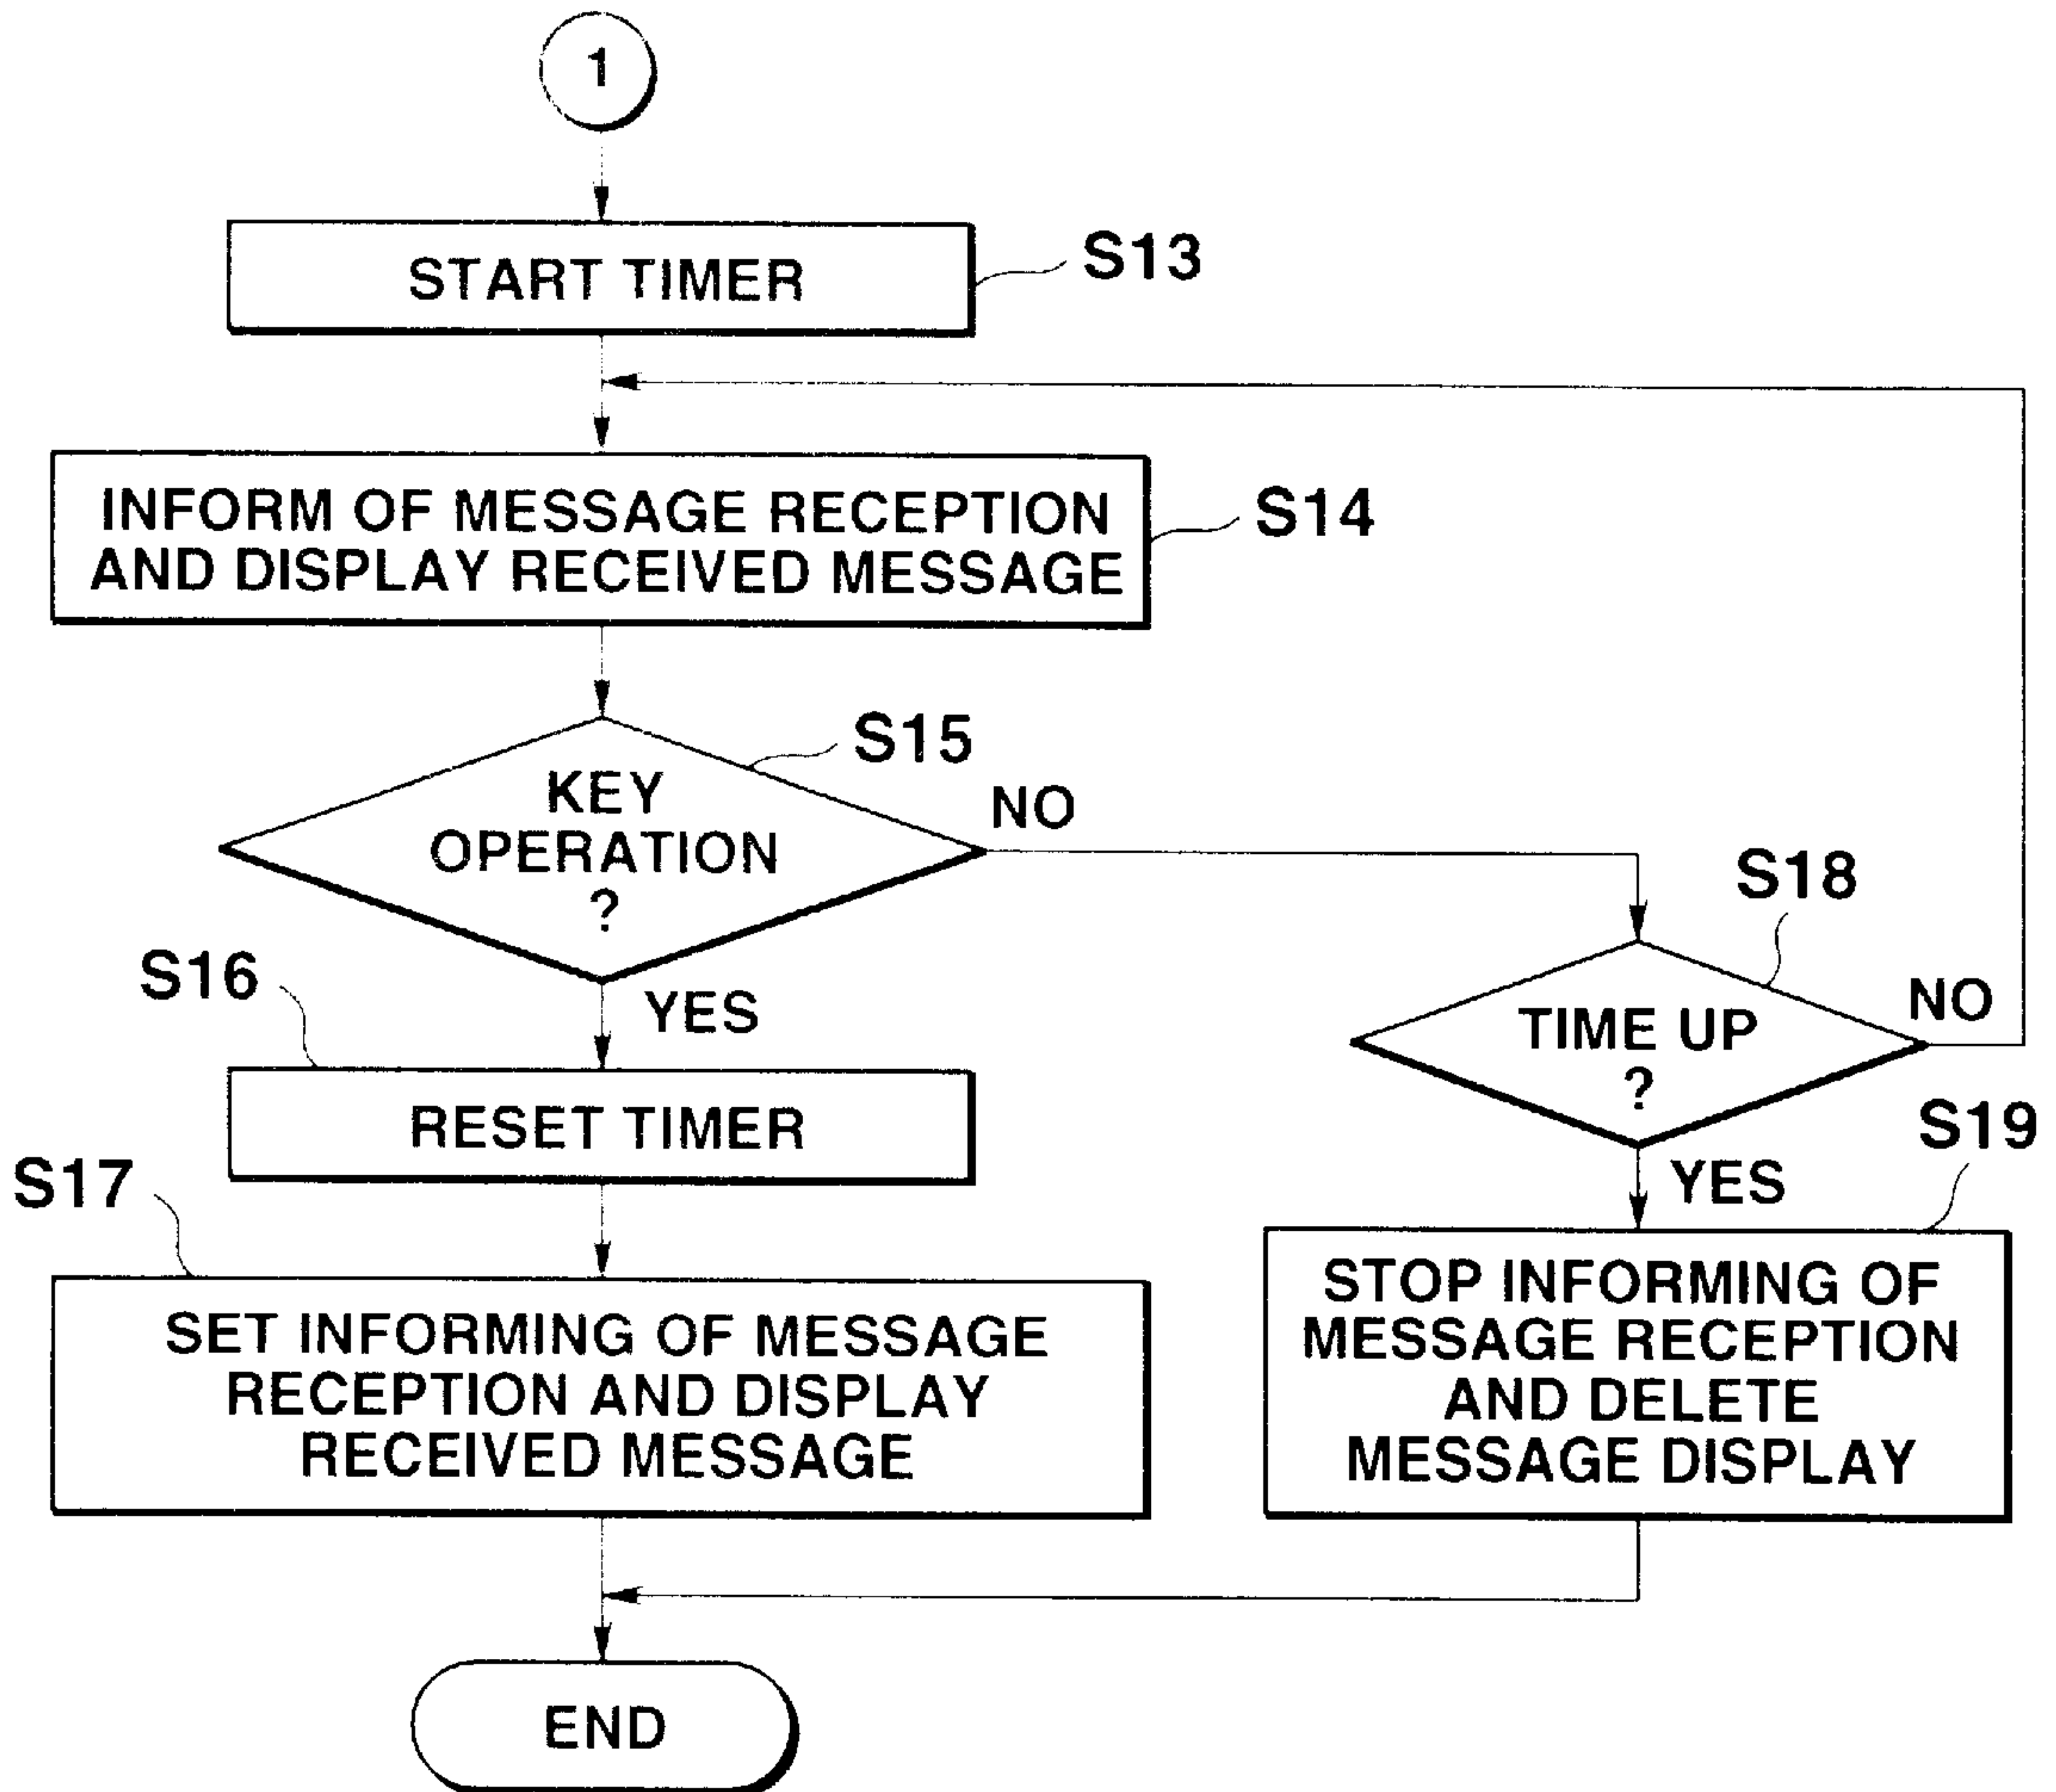 1
START TIMER
S13
INFORM OF MESSAGE RECEPTION
AND DISPLAY RECEIVED MESSAGE
S14
S15
KEY
OPERATION
?
NO
YES
S18
TIME UP
?
NO
YES
S16
RESET TIMER
S17
SET INFORMING OF MESSAGE
RECEPTION AND DISPLAY
RECEIVED MESSAGE
S19
STOP INFORMING OF
MESSAGE RECEPTION
AND DELETE
MESSAGE DISPLAY
END